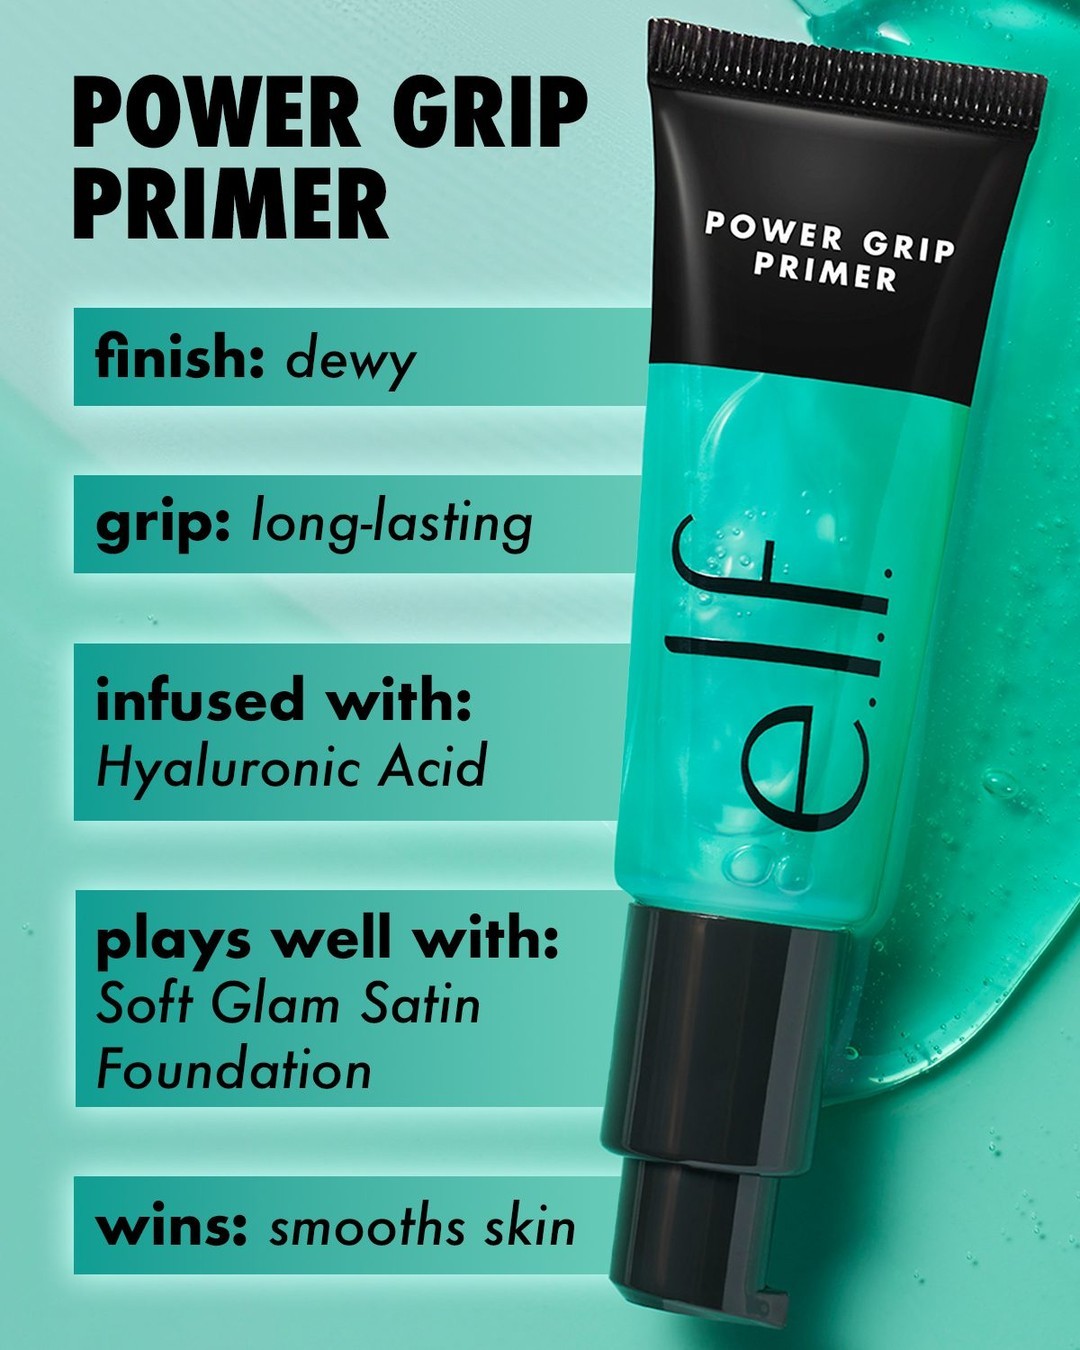 POWER GRIP
PRIMER
finish: dewy
grip: long-lasting
infused with:
Hyaluronic Acid
plays well with:
Soft Glam Satin
Foundation
wins: smooths skin
POWER GRIP
PRIMER
e.l.f.